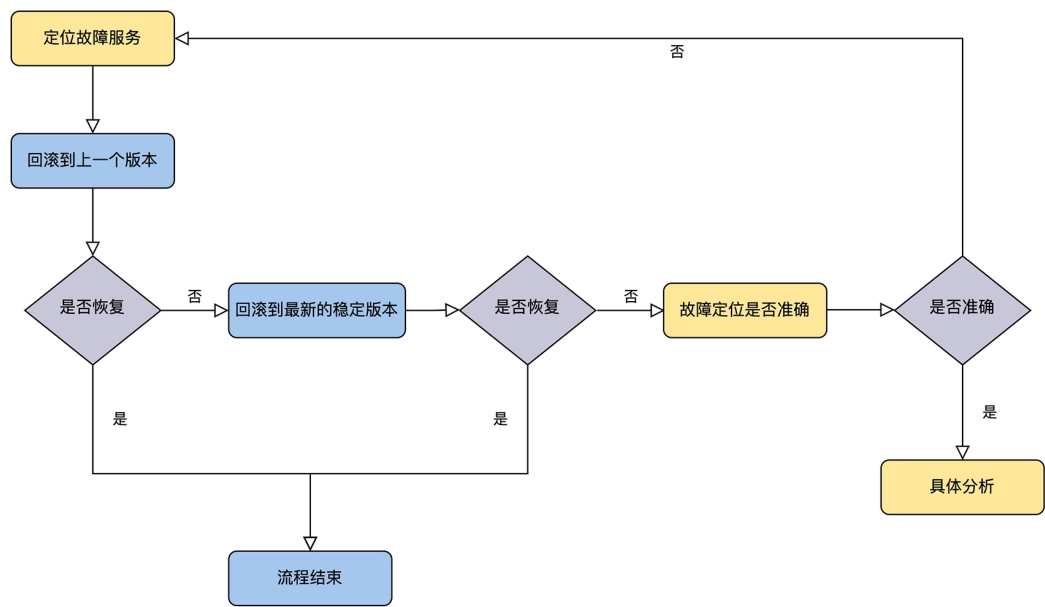 定位故障服务
否
回滚到上一个版本
是否恢复
否
回滚到最新的稳定版本
是否恢复
否
故障定位是否准确
是否准确
是
是
是
具体分析
流程结束